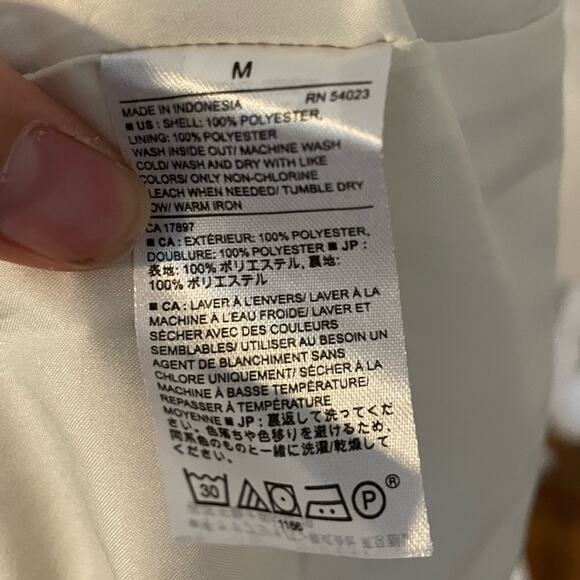 M
MADE IN INDONESIA RN 54023
■ US : SHELL: 100% POLYESTER,
LINING: 100% POLYESTER
WASH INSIDE OUT/ MACHINE WASH
COLD/ WASH AND DRY WITH LIKE
COLORS/ ONLY NON-CHLORINE
BLEACH WHEN NEEDED/ TUMBLE DRY
LOW/ WARM IRON
CA 17897
■ CA : EXTÉRIEUR: 100% POLYESTER,
DOUBLURE: 100% POLYESTER ■ JP :
表地: 100% ポリエステル, 裏地:
100% ポリエステル
■ CA : LAVER À L'ENVERS/ LAVER À LA
MACHINE À L'EAU FROIDE/ LAVER ET
SÉCHER AVEC DES COULEURS
SEMBLABLES/ UTILISER AU BESOIN UN
AGENT DE BLANCHIMENT SANS
CHLORE UNIQUEMENT/ SÉCHER À LA
MACHINE À BASSE TEMPÉRATURE/
REPASSER À TEMPÉRATURE
MOYENNE ■ JP : 裏返して洗ってくだ
さい。色落ちや色移りを避けるため,
同系色のものと一緒に洗濯/乾燥して
ください。
30 P ®
1166